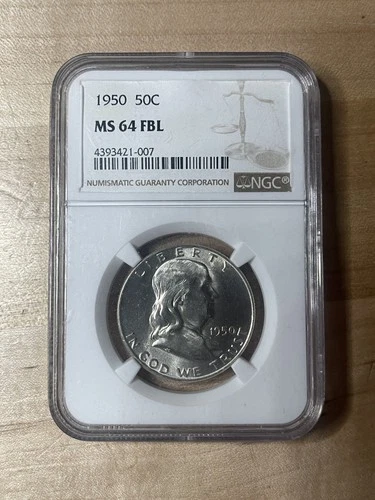 1950 50C
MS 64 FBL
4393421-007
NUMISMATIC GUARANTY CORPORATION
NGC®
LIBERTY
1950
IN GOD WE TRUST